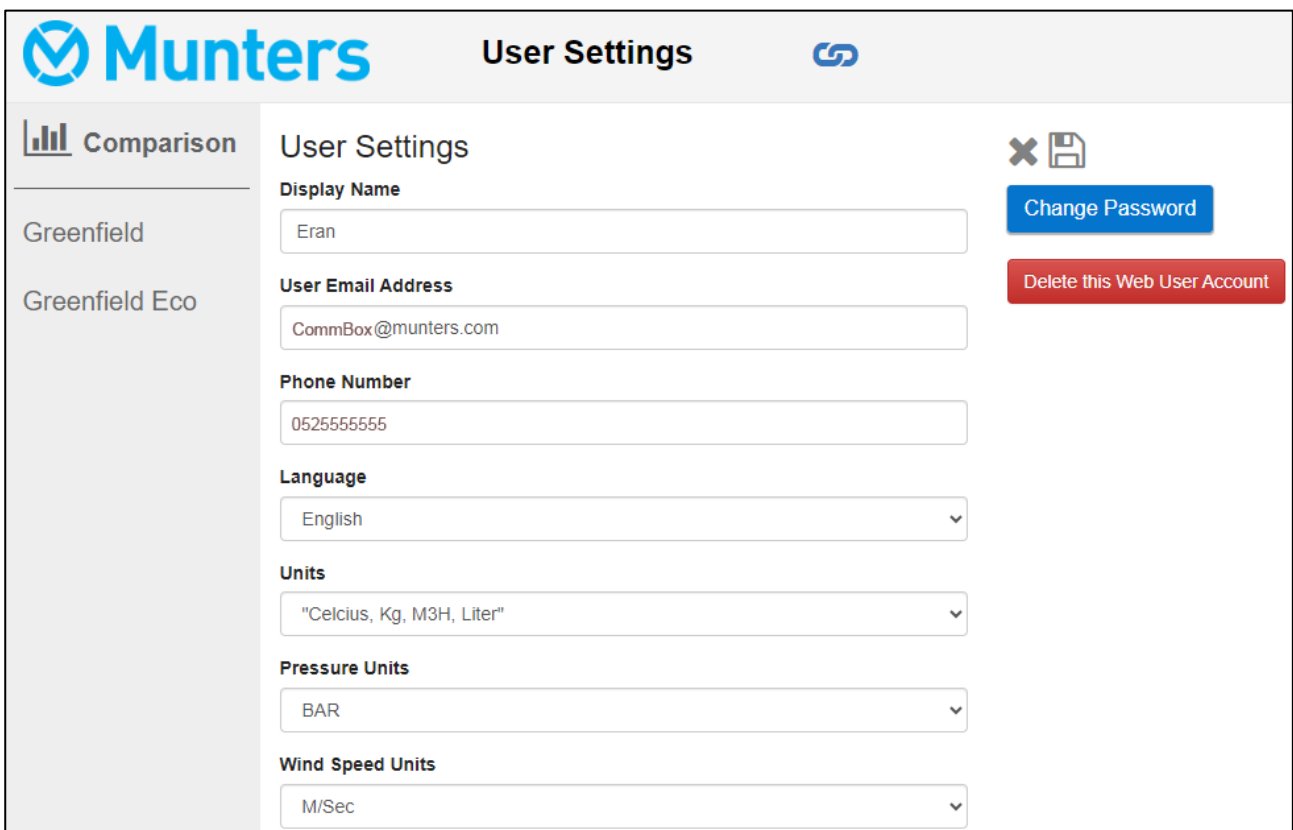 Munters
User Settings
Comparison
Greenfield
Greenfield Eco
User Settings
Display Name
Eran
User Email Address
CommBox@munters.com
Phone Number
0525555555
Language
English
Units
"Celcius, Kg, M3H, Liter"
Pressure Units
BAR
Wind Speed Units
M/Sec
Change Password
Delete this Web User Account